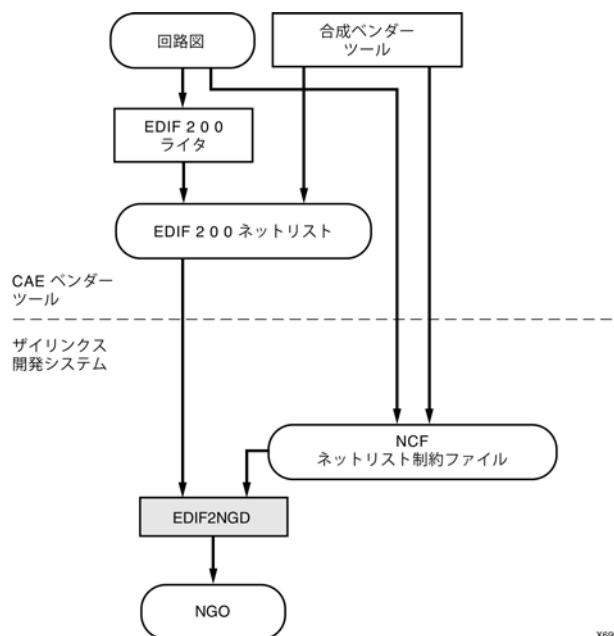 回路図
合成ベンダー
ツール
EDIF 2 0 0
ライタ
EDIF 2 0 0 ネットリスト
CAE ベンダー
ツール
ザイリンクス
開発システム
NCF
ネットリスト制約ファイル
EDIF2NGD
NGO